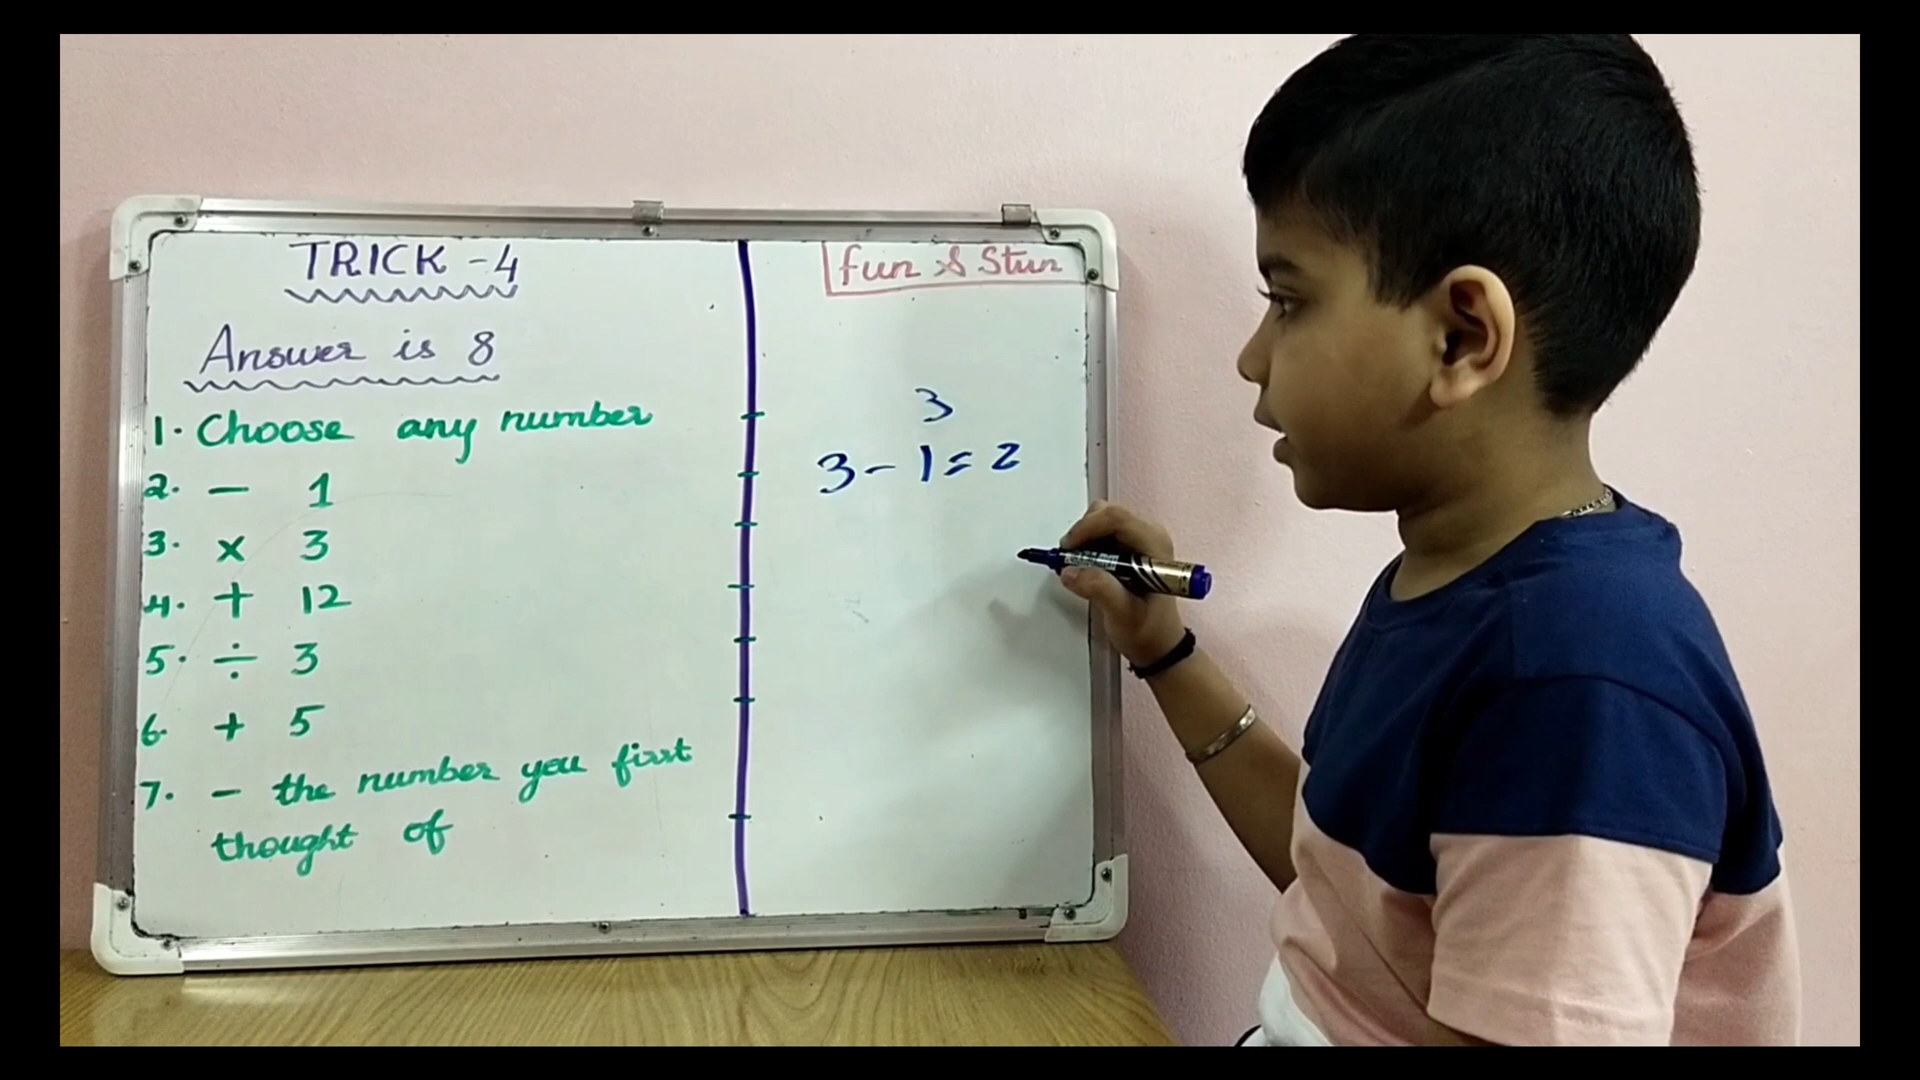 TRICK - 4
Answer is 8
1. Choose any number
2. - 1
3. x 3
4. + 12
5. ÷ 3
6. + 5
7. - the number you first
thought of
Fun & Stun
3
3 - 1 = 2